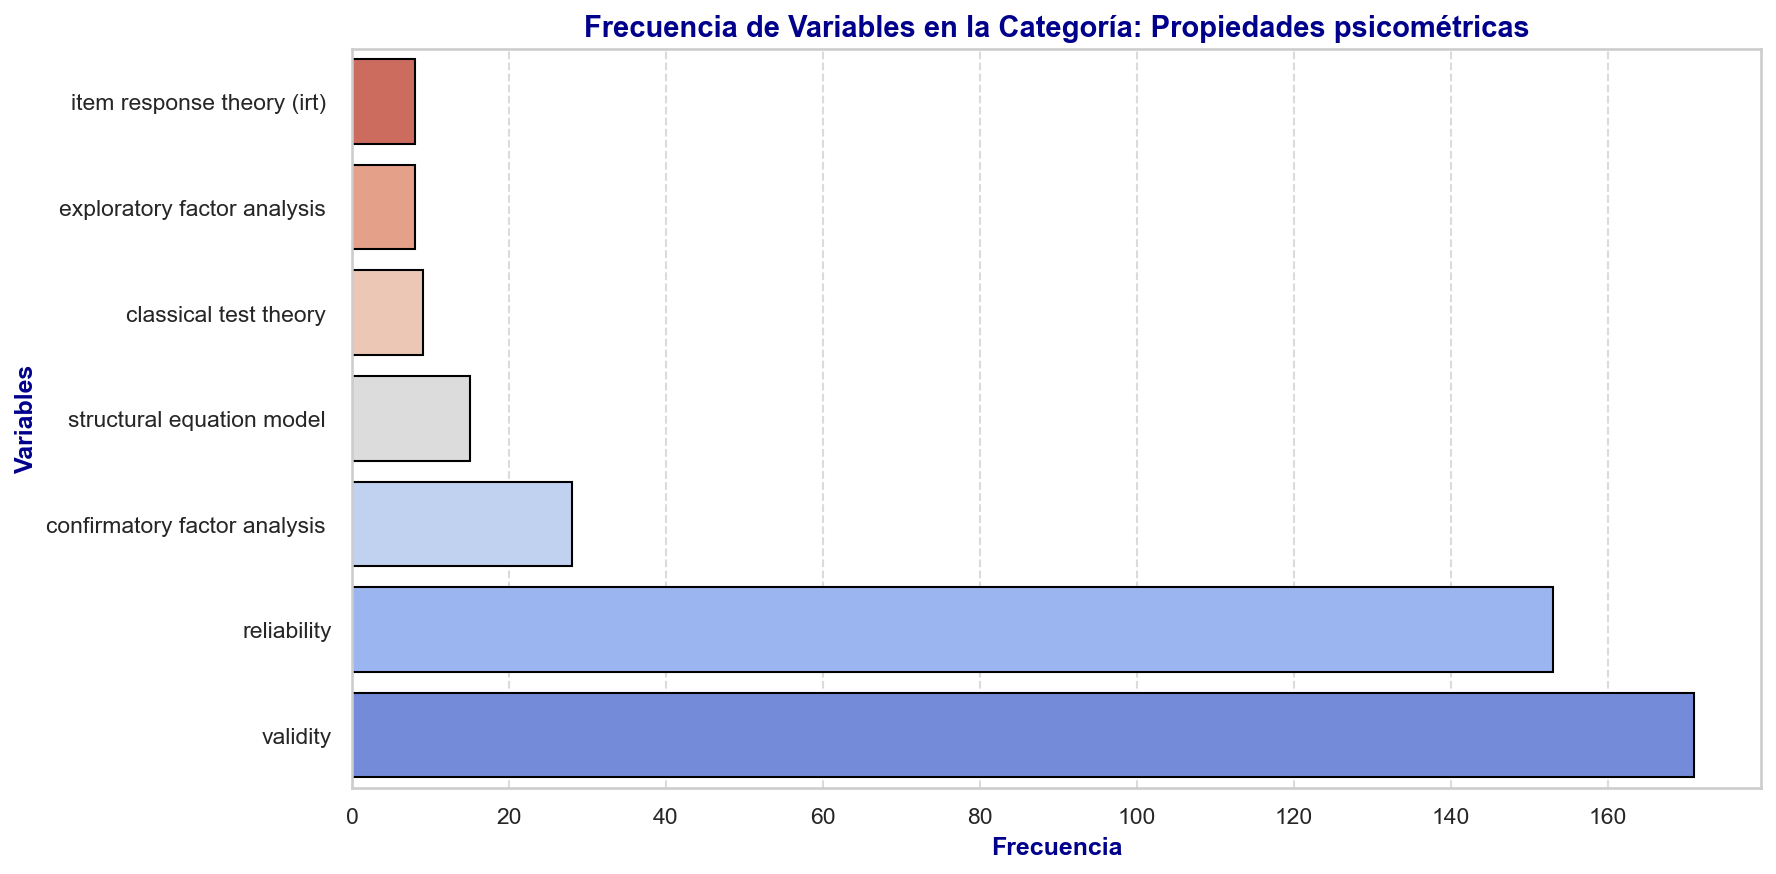 Frecuencia de Variables en la Categoría: Propiedades psicométricas
item response theory (irt)
exploratory factor analysis
classical test theory
structural equation model
confirmatory factor analysis
reliability
validity
Variables
0 20 40 60 80 100 120 140 160
Frecuencia